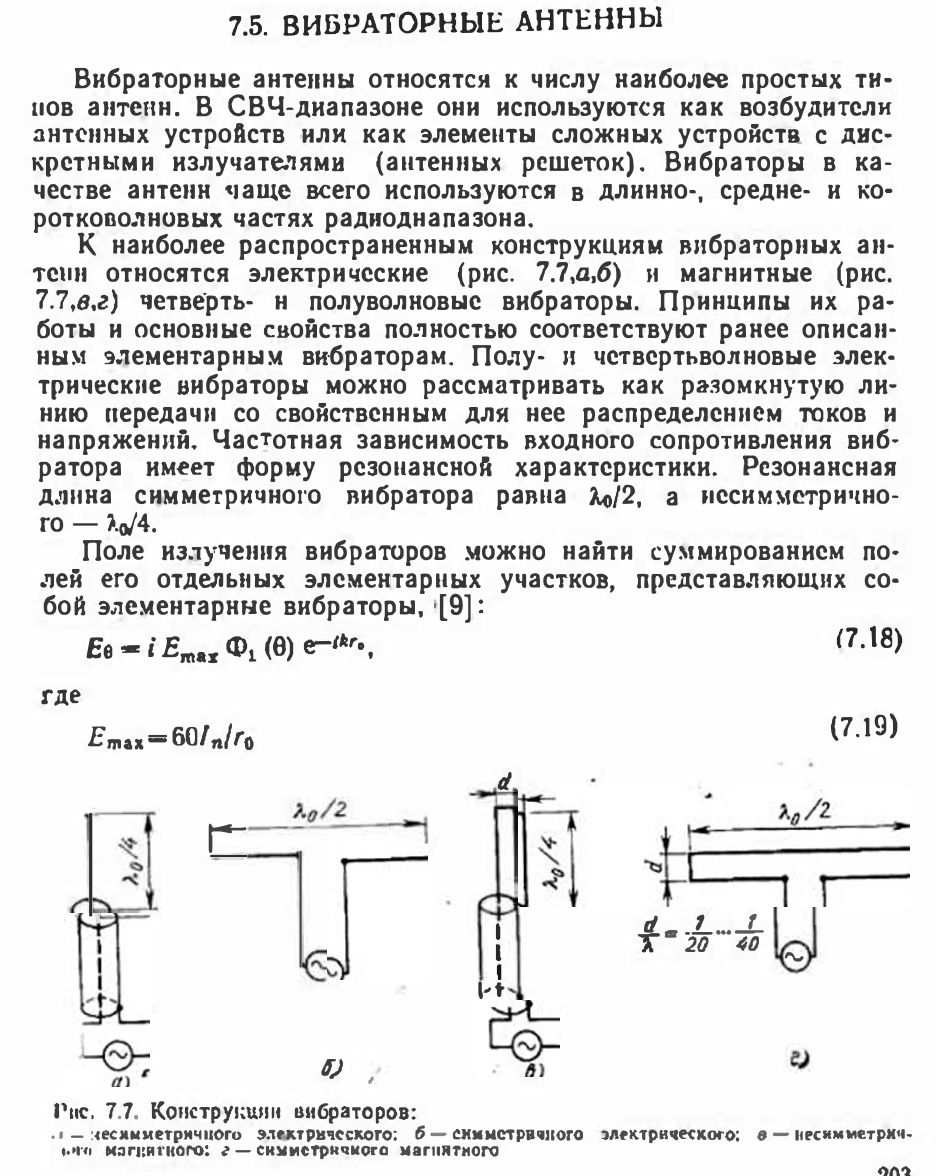 7.5. ВИБРАТОРНЫЕ АНТЕННЫ
Вибраторные антенны относятся к числу наиболее простых ти-
пов антенн. В СВЧ-диапазоне они используются как возбудители
антенных устройств или как элементы сложных устройств с дис-
кретными излучателями (антенных решеток). Вибраторы в ка-
честве антенн чаще всего используются в длинно-, средне- и ко-
ротковолновых частях радиодиапазона.
К наиболее распространенным конструкциям вибраторных ан-
тенн относятся электрические (рис. 7.7,а,б) и магнитные (рис.
7.7,в,г) четверть- и полуволновые вибраторы. Принципы их ра-
боты и основные свойства полностью соответствуют ранее описан-
ным элементарным вибраторам. Полу- и четвертьволновые элек-
трические вибраторы можно рассматривать как разомкнутую ли-
нию передачи со свойственным для нее распределением токов и
напряжений. Частотная зависимость входного сопротивления виб-
ратора имеет форму резонансной характеристики. Резонансная
длина симметричного вибратора равна λ₀/2, а несимметрично-
го — λ₀/4.
Поле излучения вибраторов можно найти суммированием по-
лей его отдельных элементарных участков, представляющих со-
бой элементарные вибраторы, [9]:
E_θ = i E_max Φ₁ (θ) e^{−ikr₀}, (7.18)
где
E_max = 60I_n/r₀ (7.19)
λ₀/4
λ₀/2
d
λ₀/4
λ₀/2
d
d/λ = 1/20 ... 1/40
а)
б)
в)
г)
Рис. 7.7. Конструкции вибраторов:
а — несимметричного электрического; б — симметричного электрического; в — несимметрич-
ного магнитного; г — симметричного магнитного
203